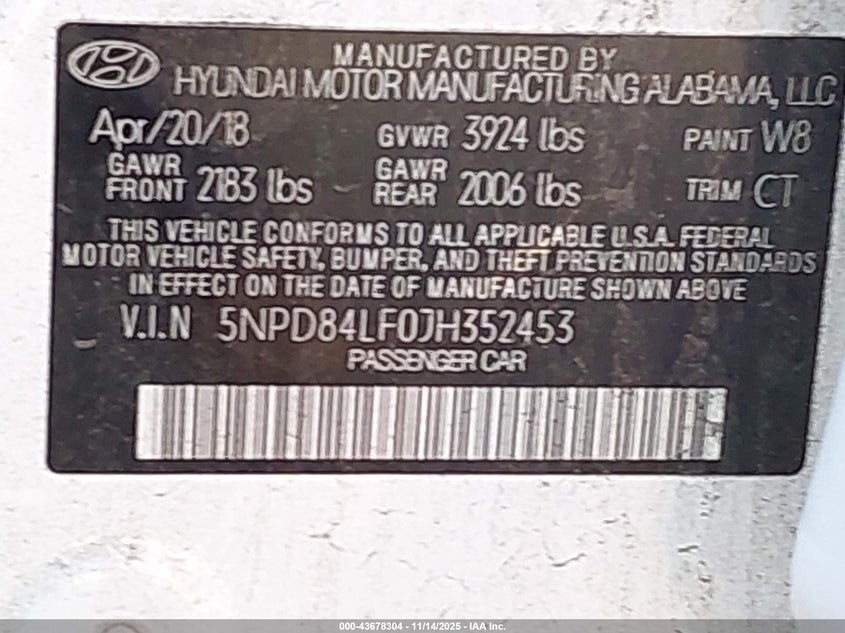 MANUFACTURED BY
HYUNDAI MOTOR MANUFACTURING ALABAMA, LLC
Apr/20/18 GVWR 3924 lbs PAINT W8
GAWR FRONT 2183 lbs GAWR REAR 2006 lbs TRIM CT
THIS VEHICLE CONFORMS TO ALL APPLICABLE U.S.A. FEDERAL
MOTOR VEHICLE SAFETY, BUMPER, AND THEFT PREVENTION STANDARDS
IN EFFECT ON THE DATE OF MANUFACTURE SHOWN ABOVE
V.I.N 5NPD84LF0JH352453
PASSENGER CAR
000-43678304 | 11/14/2025 - IAA Inc.